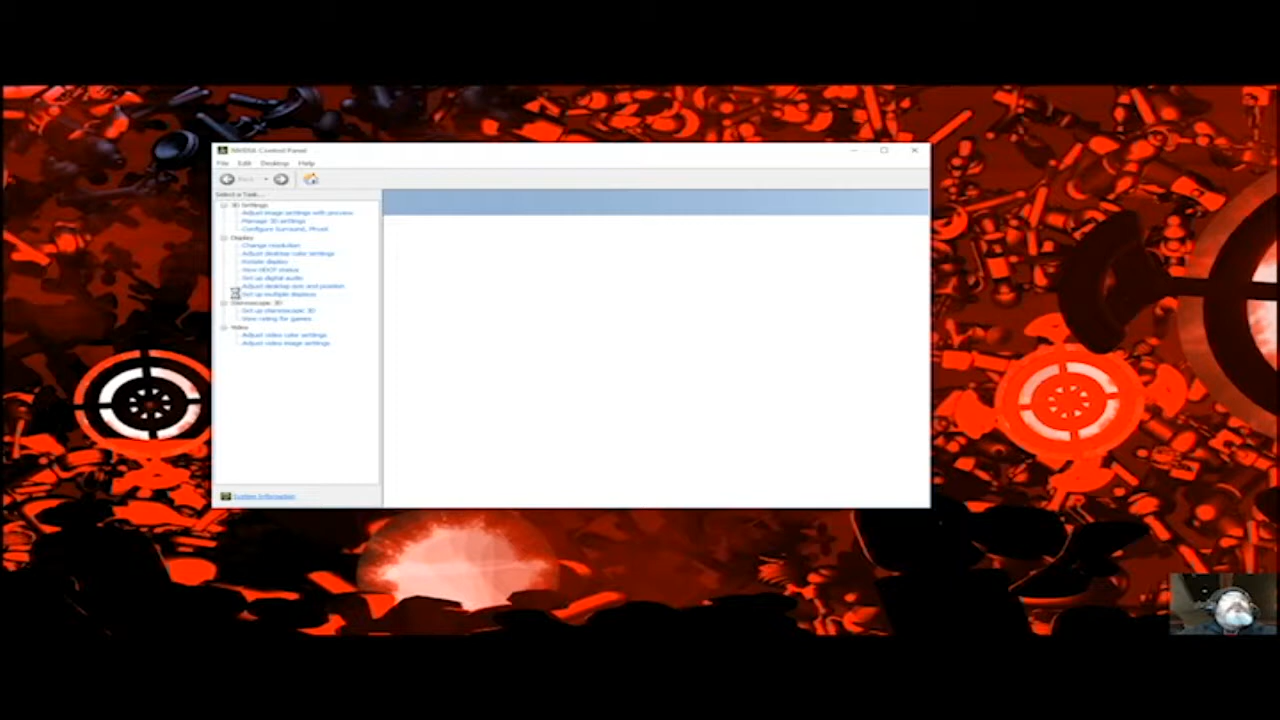 NVIDIA Control Panel
File Edit Desktop Help
Back
Select a Task...
3D Settings
Adjust image settings with preview
Manage 3D settings
Configure Surround, PhysX
Display
Change resolution
Adjust desktop color settings
Rotate display
View HDCP status
Set up digital audio
Adjust desktop size and position
Set up multiple displays
Stereoscopic 3D
Set up stereoscopic 3D
View rating for games
Video
Adjust video color settings
Adjust video image settings
System Information